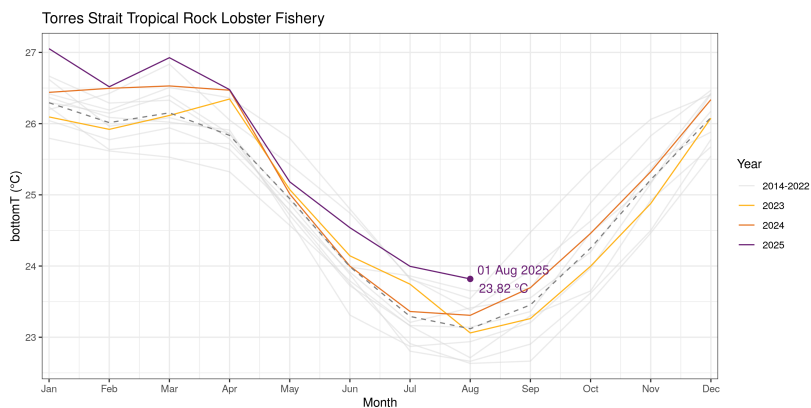 Torres Strait Tropical Rock Lobster Fishery
27
26
25
24
23
bottomT (°C)
01 Aug 2025
23.82 °C
Jan Feb Mar Apr May Jun Jul Aug Sep Oct Nov Dec
Month
Year
2014-2022
2023
2024
2025